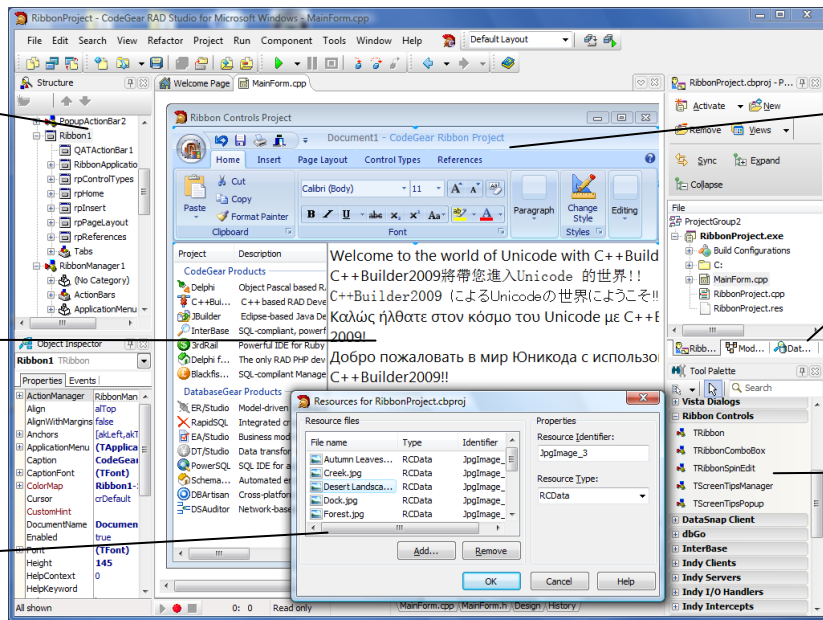 RibbonProject - CodeGear RAD Studio for Microsoft Windows - MainForm.cpp
File Edit Search View Refactor Project Run Component Tools Window Help
Default Layout
Structure
PopupActionBar2
Ribbon1
QATActionBar1
RibbonApplicatio
rpControlTypes
rpHome
rpInsert
rpPageLayout
rpReferences
Tabs
RibbonManager1
(No Category)
ActionBars
ApplicationMenu
Object Inspector
Ribbon1 TRibbon
Properties Events
ActionManager RibbonMan
Align alTop
AlignWithMargins false
Anchors [akLeft,akT
ApplicationMenu (TApplica
Caption CodeGear
CaptionFont (TFont)
ColorMap Ribbon1-
Cursor crDefault
CustomHint
DocumentName Documen
Enabled true
Font (TFont)
Height 145
HelpContext 0
HelpKeyword
All shown
Welcome Page MainForm.cpp
Ribbon Controls Project
Document1 - CodeGear Ribbon Project
Home Insert Page Layout Control Types References
Paste
Cut
Copy
Format Painter
Clipboard
Calibri (Body) 11
Font
Paragraph
Change Style
Styles
Editing
Project Description
CodeGear Products
Delphi Object Pascal based R
C++Bui... C++ based RAD Deve
JBuilder Eclipse-based Java De
InterBase SQL-compliant, powerf
3rdRail Powerful IDE for Ruby
Delphi f... The only RAD PHP dev
Blackfis... SQL-compliant Manage
DatabaseGear Products
ER/Studio Model-driven
RapidSQL Integrated cr
EA/Studio Business mod
DT/Studio Data transfor
PowerSQL SQL IDE for a
Schema... Automated e
DBArtisan Cross-platfor
DSAuditor Network-base
Welcome to the world of Unicode with C++Build
C++Builder2009將帶您進入Unicode 的世界!!
C++Builder2009 によるUnicodeの世界にようこそ!!
Καλώς ήλθατε στον κόσμο του Unicode με C++B
2009!
Добро пожаловать в мир Юникода с использо
C++Builder2009!!
Resources for RibbonProject.cbproj
Resource files
File name Type Identifier
Autumn Leaves... RCData JpgImage_
Creek.jpg RCData JpgImage_
Desert Landsca... RCData JpgImage_
Dock.jpg RCData JpgImage_
Forest.jpg RCData JpgImage_
Add... Remove
Properties
Resource Identifier:
JpgImage_3
Resource Type:
RCData
OK Cancel Help
0: 0 Read only
MainForm.cpp MainForm.h Design History
RibbonProject.cbproj - P...
Activate New
Remove Views
Sync Expand
Collapse
File
ProjectGroup2
RibbonProject.exe
Build Configurations
C:
MainForm.cpp
RibbonProject.cpp
RibbonProject.res
Ribb... Mod... Dat...
Tool Palette
Search
Vista Dialogs
Ribbon Controls
TRibbon
TRibbonComboBox
TRibbonSpinEdit
TScreenTipsManager
TScreenTipsPopup
DataSnap Client
dbGo
InterBase
Indy Clients
Indy Servers
Indy I/O Handlers
Indy Intercepts